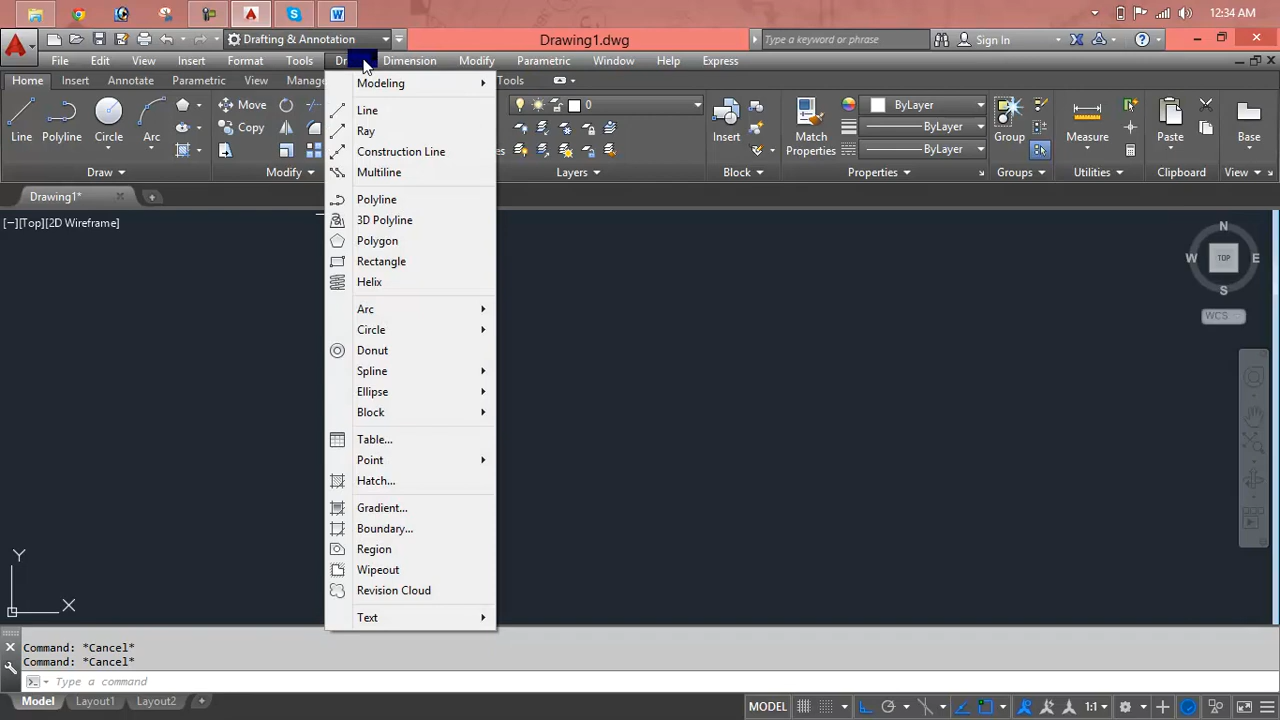 12:34 AM
Drafting & Annotation
Drawing1.dwg
Type a keyword or phrase
Sign In
File Edit View Insert Format Tools Dr Dimension Modify Parametric Window Help Express
Home Insert Annotate Parametric View Manage Tools
Modeling
Line
Ray
Construction Line
Multiline
Polyline
3D Polyline
Polygon
Rectangle
Helix
Arc
Circle
Donut
Spline
Ellipse
Block
Table...
Point
Hatch...
Gradient...
Boundary...
Region
Wipeout
Revision Cloud
Text
Line Polyline Circle Arc
Move
Copy
Draw
Modify
0
Layers
Insert
Block
Match Properties
ByLayer
ByLayer
ByLayer
Properties
Group
Groups
Measure
Utilities
Paste
Clipboard
Base
View
Drawing1*
[−][Top][2D Wireframe]
N
W TOP E
S
WCS
Y
X
Command: *Cancel*
Command: *Cancel*
Type a command
Model Layout1 Layout2
MODEL 1:1